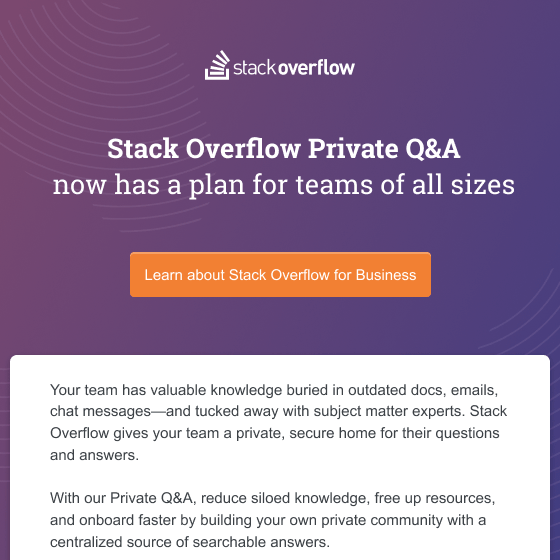 stackoverflow
Stack Overflow Private Q&A
now has a plan for teams of all sizes
Learn about Stack Overflow for Business
Your team has valuable knowledge buried in outdated docs, emails,
chat messages—and tucked away with subject matter experts. Stack
Overflow gives your team a private, secure home for their questions
and answers.
With our Private Q&A, reduce siloed knowledge, free up resources,
and onboard faster by building your own private community with a
centralized source of searchable answers.